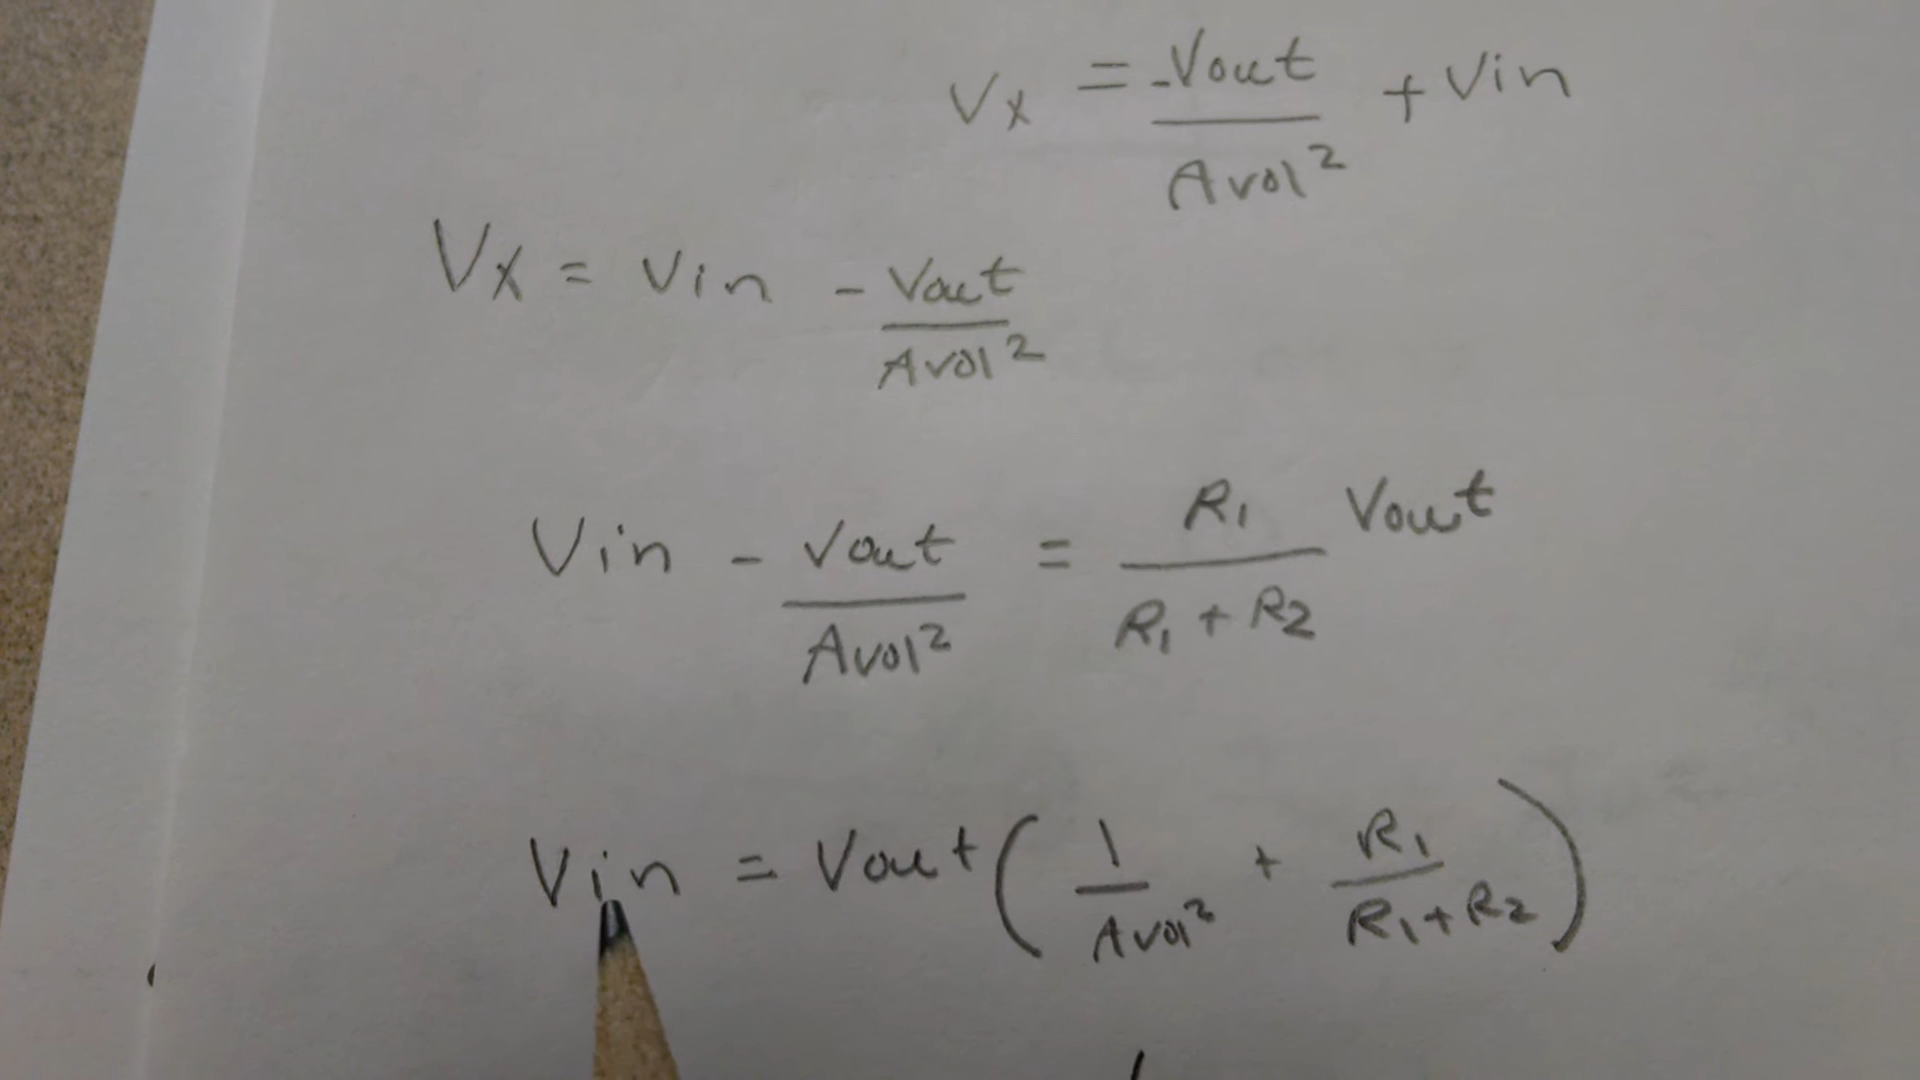 Vx = -Vout/Avol² + Vin
Vx = Vin - Vout/Avol²
Vin - Vout/Avol² = R1/(R1 + R2) Vout
Vin = Vout (1/Avol² + R1/(R1+R2))